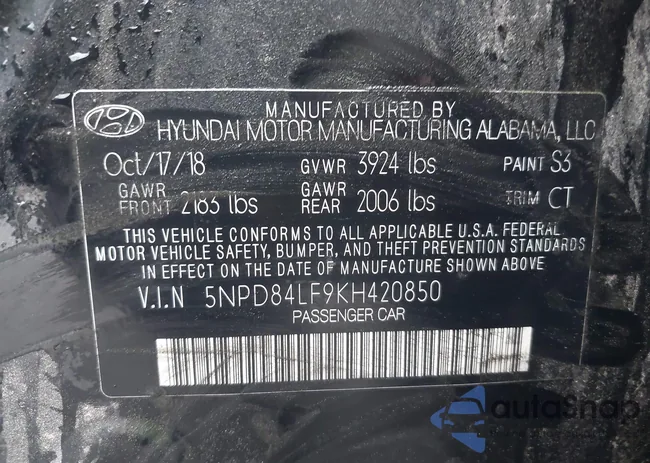 MANUFACTURED BY
HYUNDAI MOTOR MANUFACTURING ALABAMA, LLC
Oct/17/18 GVWR 3924 lbs PAINT S3
GAWR FRONT 2183 lbs GAWR REAR 2006 lbs TRIM CT
THIS VEHICLE CONFORMS TO ALL APPLICABLE U.S.A. FEDERAL
MOTOR VEHICLE SAFETY, BUMPER, AND THEFT PREVENTION STANDARDS
IN EFFECT ON THE DATE OF MANUFACTURE SHOWN ABOVE
V.I.N 5NPD84LF9KH420850
PASSENGER CAR
autoSnap